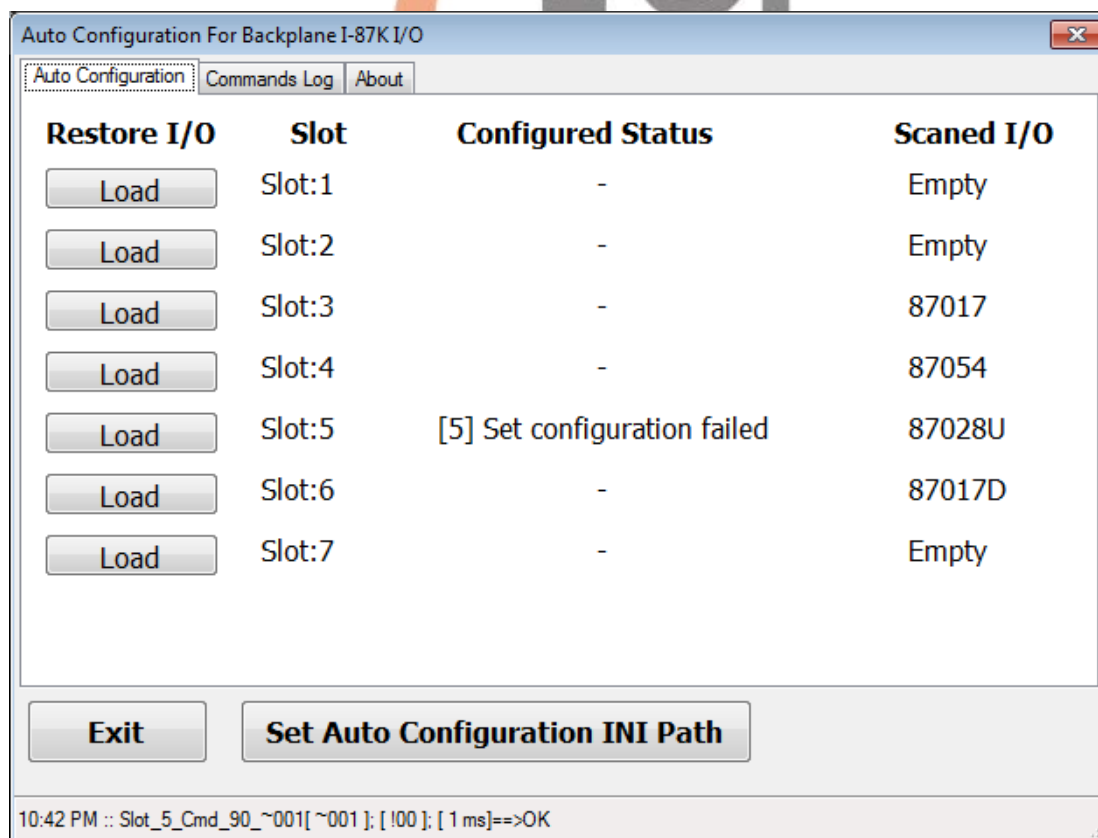 Auto Configuration For Backplane I-87K I/O
Auto Configuration Commands Log About
Restore I/O Slot Configured Status Scaned I/O
Load Slot:1 - Empty
Load Slot:2 - Empty
Load Slot:3 - 87017
Load Slot:4 - 87054
Load Slot:5 [5] Set configuration failed 87028U
Load Slot:6 - 87017D
Load Slot:7 - Empty
Exit Set Auto Configuration INI Path
10:42 PM :: Slot_5_Cmd_90_~001[ ~001 ]; [ !00 ]; [ 1 ms]==>OK